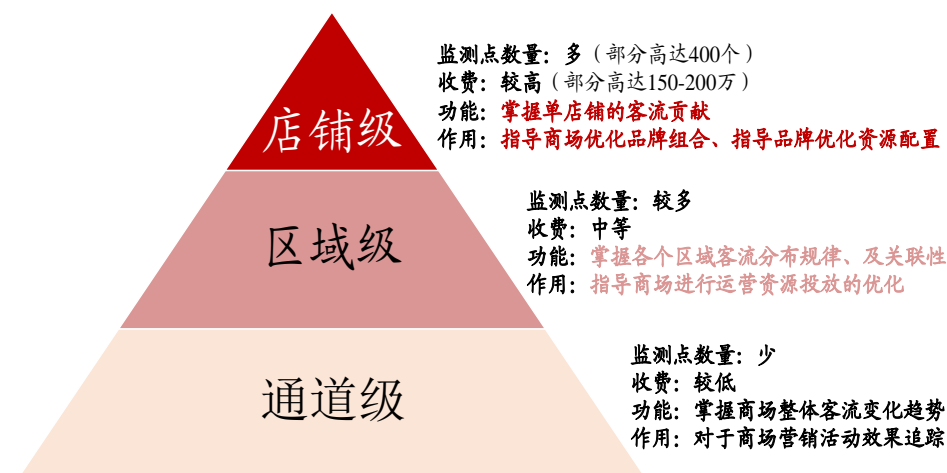 店铺级
监测点数量：多（部分高达400个）
收费：较高（部分高达150-200万）
功能：掌握单店铺的客流贡献
作用：指导商场优化品牌组合、指导品牌优化资源配置
区域级
监测点数量：较多
收费：中等
功能：掌握各个区域客流分布规律、及关联性
作用：指导商场进行运营资源投放的优化
通道级
监测点数量：少
收费：较低
功能：掌握商场整体客流变化趋势
作用：对于商场营销活动效果追踪